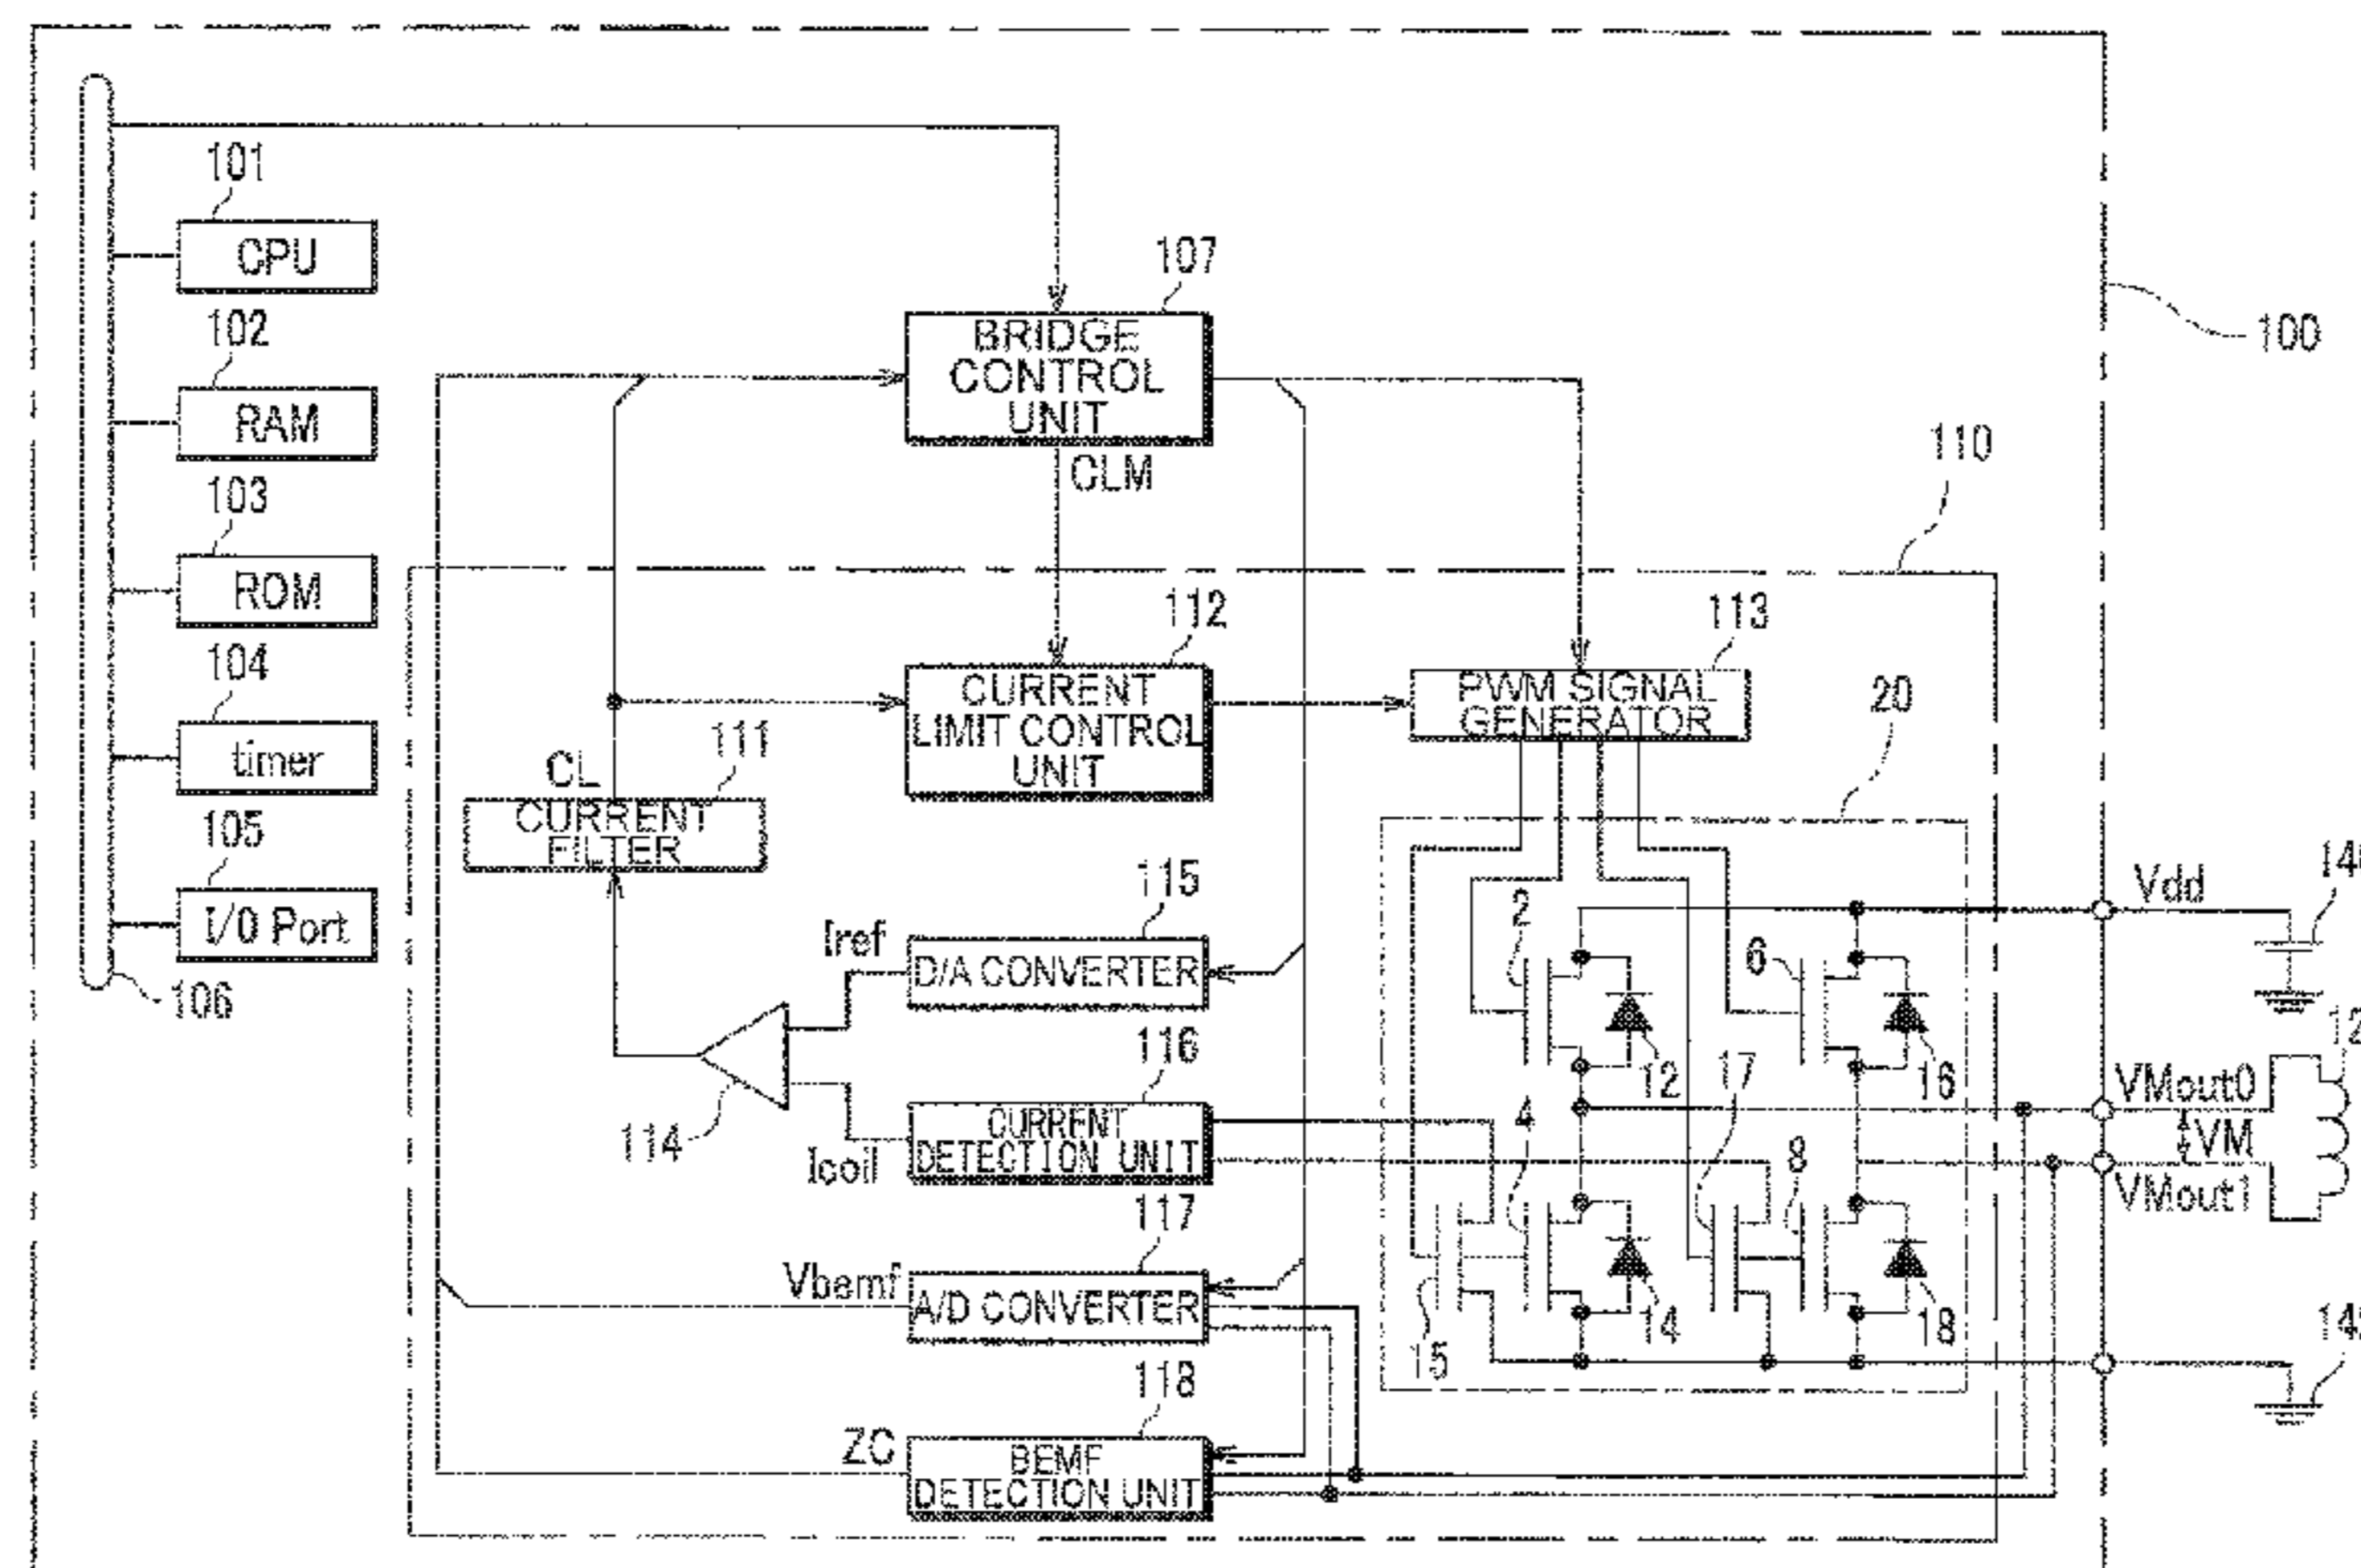 101
CPU
102
RAM
103
ROM
104
timer
105
I/O Port
106
107
BRIDGE
CONTROL
UNIT
CLM
100
110
112
CURRENT
LIMIT CONTROL
UNIT
113
PWM SIGNAL
GENERATOR
20
CL
111
CURRENT
FILTER
115
Iref
D/A CONVERTER
114
116
Icoil
CURRENT
DETECTION UNIT
117
Vbemf
A/D CONVERTER
118
ZC
BEMF
DETECTION UNIT
2
12
6
16
4
14
15
17
8
18
Vdd
VMout0
VM
VMout1